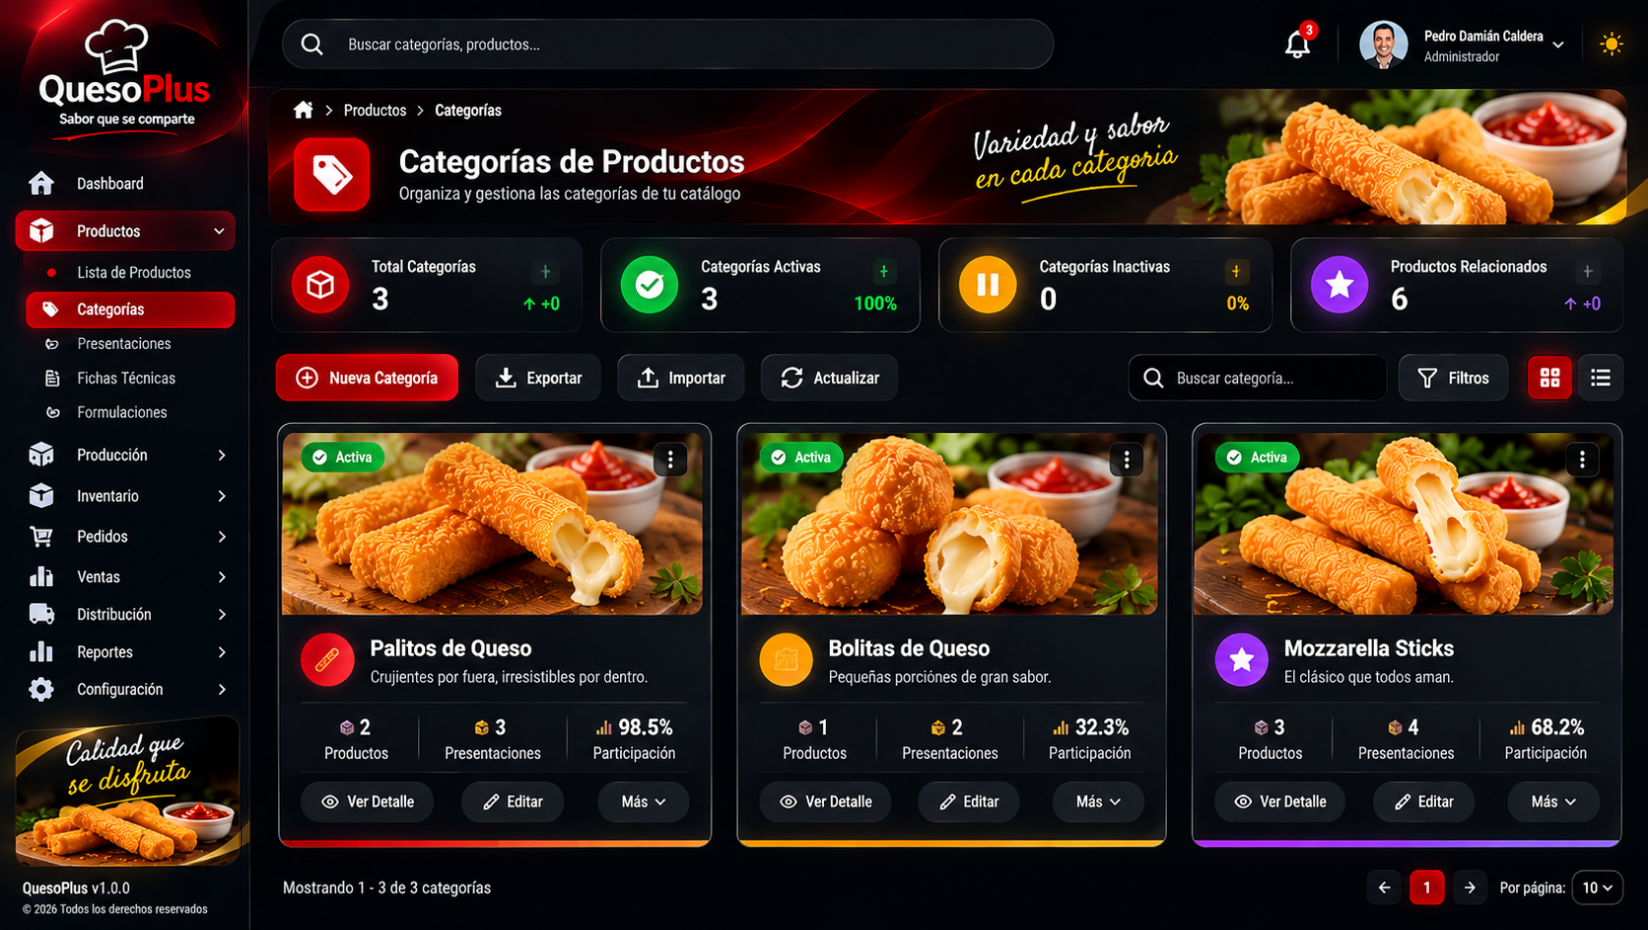 QuesoPlus
Sabor que se comparte
Dashboard
Productos
Lista de Productos
Categorías
Presentaciones
Fichas Técnicas
Formulaciones
Producción
Inventario
Pedidos
Ventas
Distribución
Reportes
Configuración
Calidad que
se disfruta
QuesoPlus v1.0.0
© 2026 Todos los derechos reservados
Buscar categorías, productos...
3
Pedro Damián Caldera
Administrador
> Productos > Categorías
Categorías de Productos
Organiza y gestiona las categorías de tu catálogo
Variedad y sabor
en cada categoria
Total Categorías +
3 ↑ +0
Categorías Activas +
3 100%
Categorías Inactivas +
0 0%
Productos Relacionados +
6 ↑ +0
Nueva Categoría Exportar Importar Actualizar Buscar categoría... Filtros
Activa
Palitos de Queso
Crujientes por fuera, irresistibles por dentro.
2 3 98.5%
Productos Presentaciones Participación
Ver Detalle Editar Más
Activa
Bolitas de Queso
Pequeñas porciónes de gran sabor.
1 2 32.3%
Productos Presentaciones Participación
Ver Detalle Editar Más
Activa
Mozzarella Sticks
El clásico que todos aman.
3 4 68.2%
Productos Presentaciones Participación
Ver Detalle Editar Más
Mostrando 1 - 3 de 3 categorías
← 1 → Por página: 10